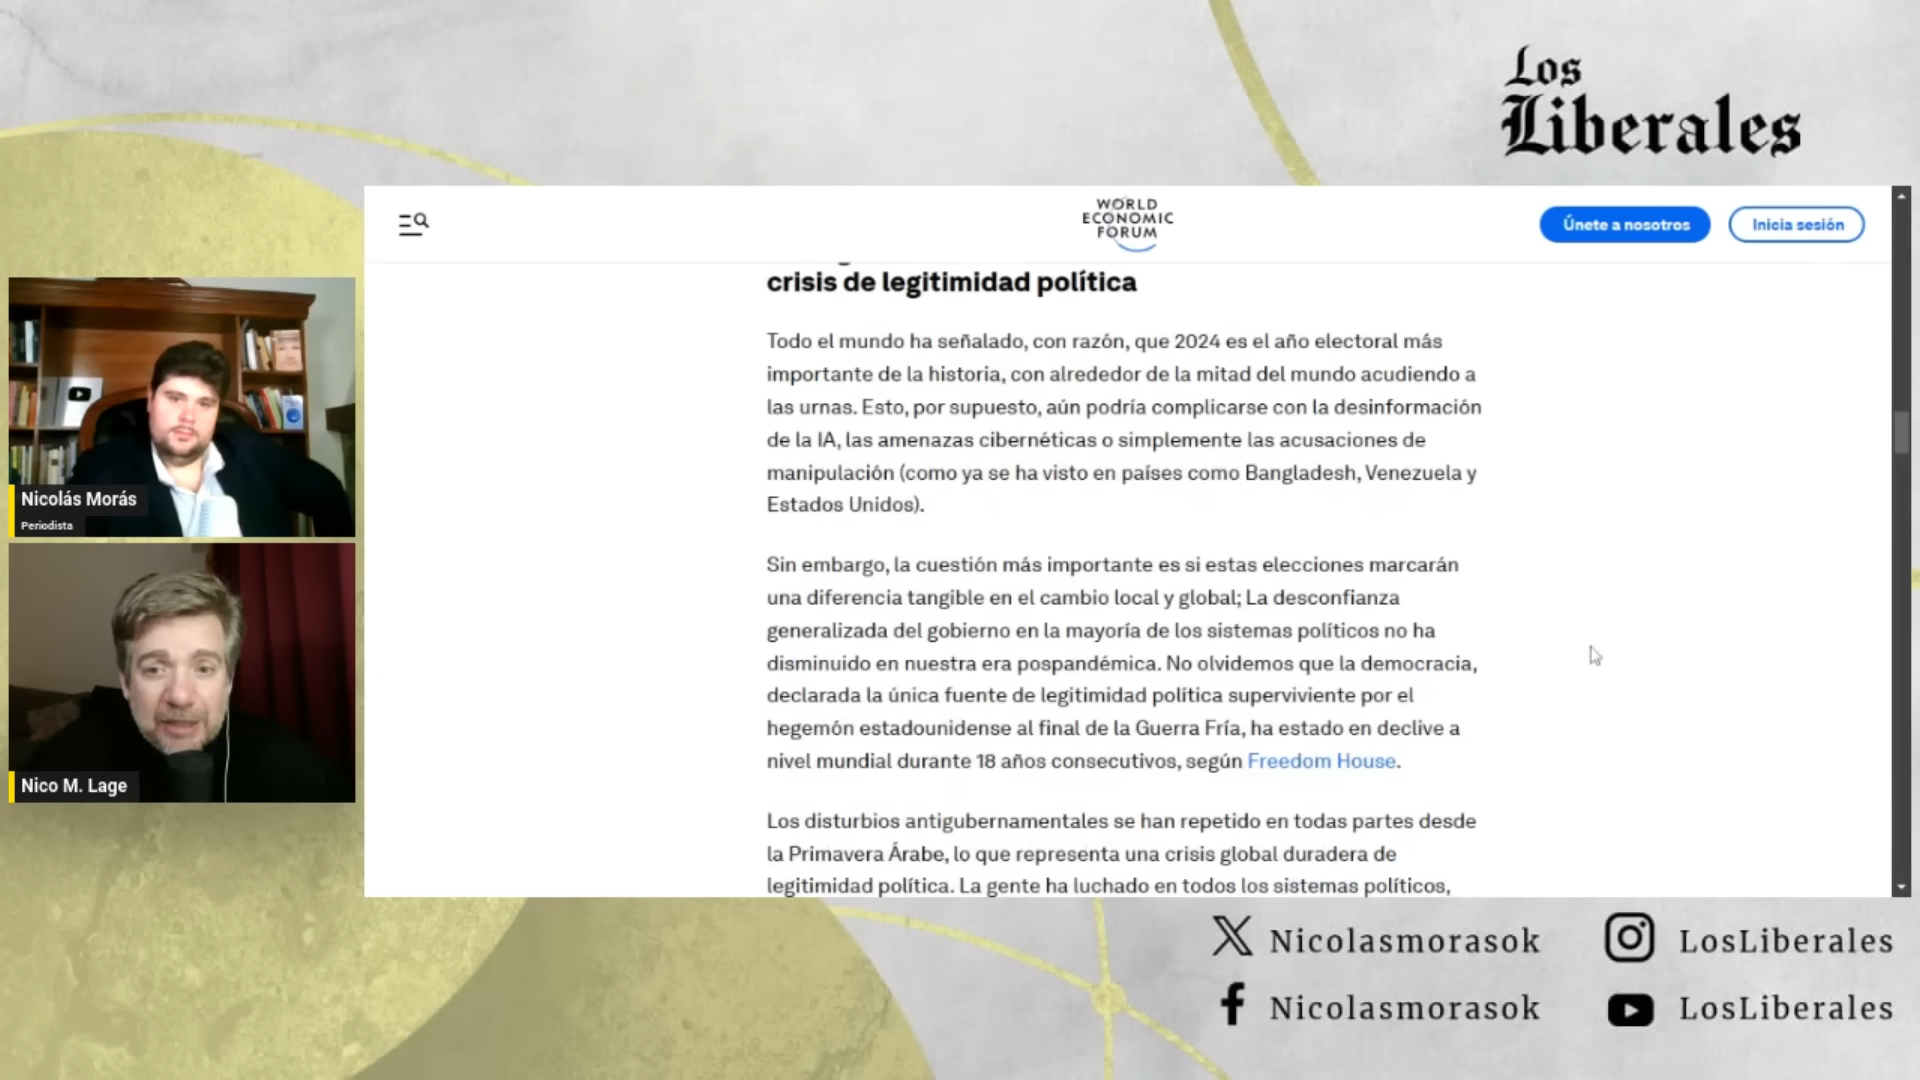 Los
Liberales
WORLD
ECONOMIC
FORUM
Únete a nosotros
Inicia sesión
crisis de legitimidad política
Todo el mundo ha señalado, con razón, que 2024 es el año electoral más
importante de la historia, con alrededor de la mitad del mundo acudiendo a
las urnas. Esto, por supuesto, aún podría complicarse con la desinformación
de la IA, las amenazas cibernéticas o simplemente las acusaciones de
manipulación (como ya se ha visto en países como Bangladesh, Venezuela y
Estados Unidos).
Sin embargo, la cuestión más importante es si estas elecciones marcarán
una diferencia tangible en el cambio local y global; La desconfianza
generalizada del gobierno en la mayoría de los sistemas políticos no ha
disminuido en nuestra era pospandémica. No olvidemos que la democracia,
declarada la única fuente de legitimidad política superviviente por el
hegemón estadounidense al final de la Guerra Fría, ha estado en declive a
nivel mundial durante 18 años consecutivos, según Freedom House.
Los disturbios antigubernamentales se han repetido en todas partes desde
la Primavera Árabe, lo que representa una crisis global duradera de
legitimidad política. La gente ha luchado en todos los sistemas políticos,
Nicolás Morás
Periodista
Nico M. Lage
Nicolasmorasok
LosLiberales
Nicolasmorasok
LosLiberales